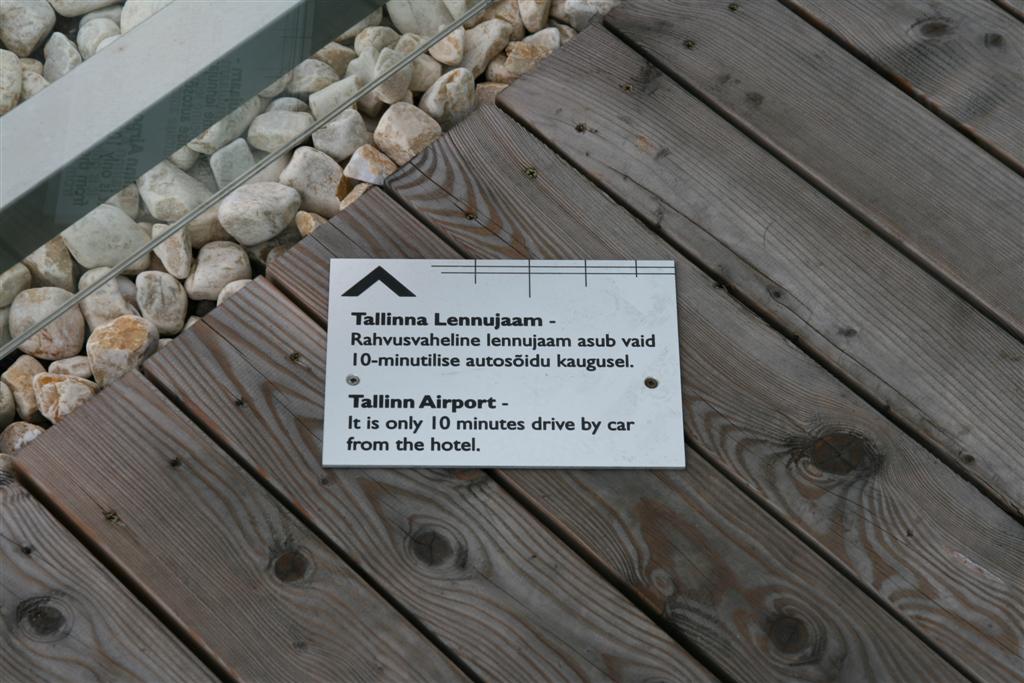 Tallinna Lennujaam -
Rahvusvaheline lennujaam asub vaid
10-minutilise autosõidu kaugusel.
Tallinn Airport -
It is only 10 minutes drive by car
from the hotel.